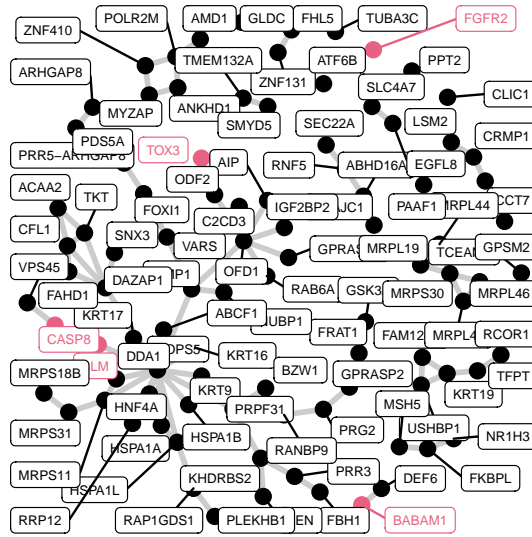 POLR2M
AMD1
GLDC
FHL5
TUBA3C
FGFR2
ZNF410
TMEM132A
ATF6B
PPT2
ARHGAP8
ZNF131
SLC4A7
CLIC1
MYZAP
ANKHD1
SMYD5
SEC22A
LSM2
CRMP1
PDS5A
PRR5-ARHGAP8
TOX3
AIP
RNF5
ABHD16A
EGFL8
ACAA2
TKT
ODF2
IGF2BP2
PAAF1
MRPL44
CCT7
CFL1
SNX3
FOXI1
C2CD3
VARS
GPSM2
MRPL19
VPS45
DAZAP1
OFD1
RAB6A
MRPS30
MRPL46
FAHD1
KRT17
ABCF1
FRAT1
FAM12
RCOR1
CASP8
DDA1
KRT16
BZW1
GPRASP2
TFPT
MRPS18B
KRT9
KRT19
HNF4A
PRPF31
MSH5
MRPS31
HSPA1A
HSPA1B
PRG2
USHBP1
NR1H3
MRPS11
RANBP9
PRR3
DEF6
FKBPL
HSPA1L
KHDRBS2
RRP12
RAP1GDS1
PLEKHB1
FBH1
BABAM1